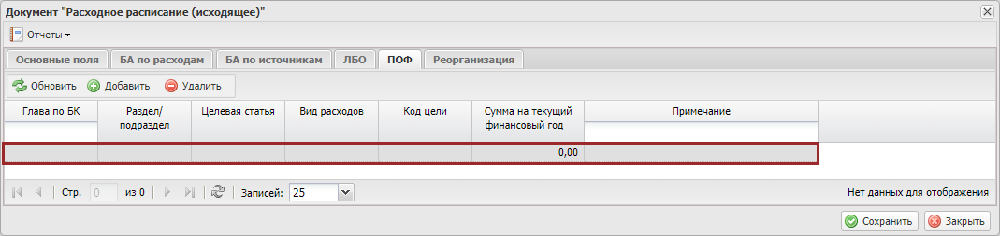 Документ "Расходное расписание (исходящее)"
Отчеты
Основные поля БА по расходам БА по источникам ЛБО ПОФ Реорганизация
Обновить Добавить Удалить
Глава по БК Раздел/ Целевая статья Вид расходов Код цели Сумма на текущий Примечание
подраздел финансовый год
0,00
Стр. 0 из 0 Записей: 25 Нет данных для отображения
Сохранить Закрыть